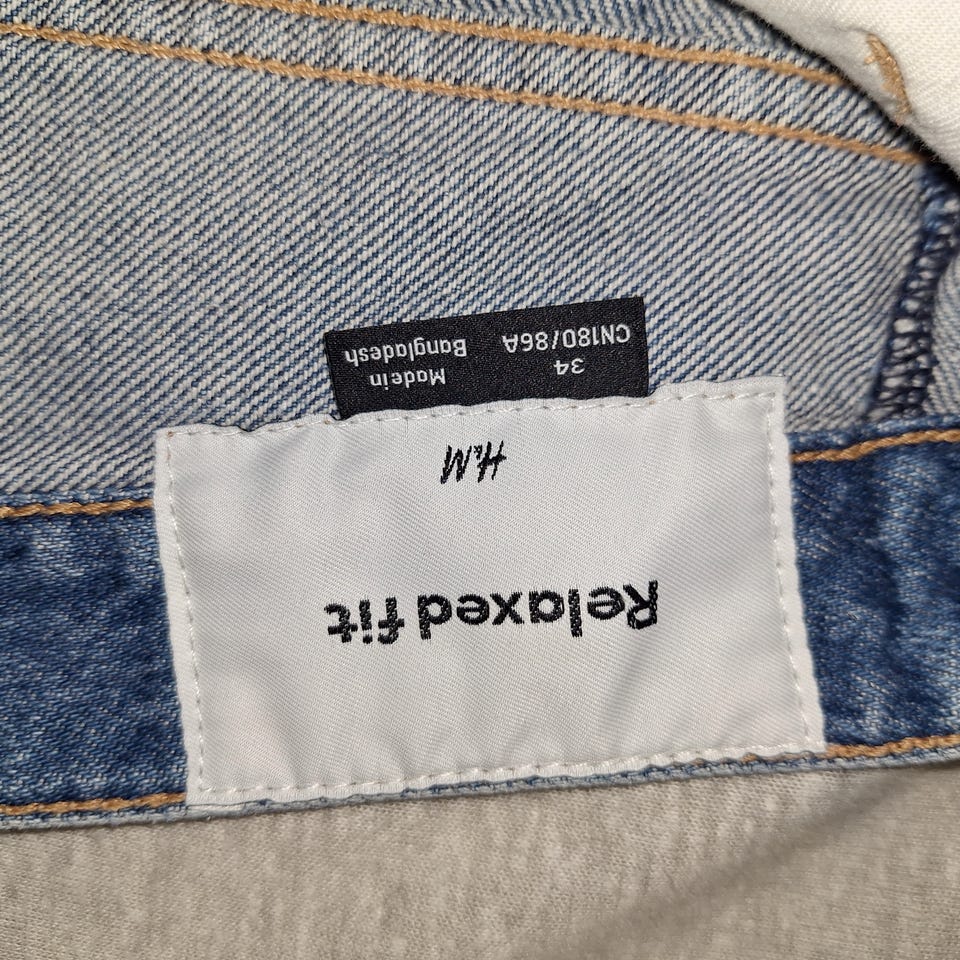 Relaxed fit
H&M
34
CN180/86A
Made in
Bangladesh